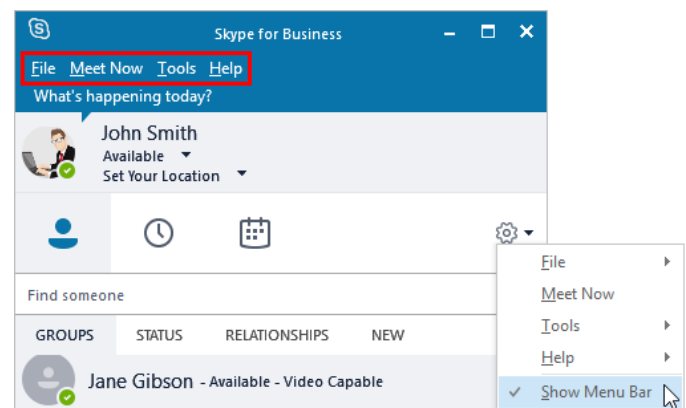 Skype for Business
File Meet Now Tools Help
What's happening today?
John Smith
Available
Set Your Location
Find someone
GROUPS STATUS RELATIONSHIPS NEW
Jane Gibson - Available - Video Capable
File
Meet Now
Tools
Help
Show Menu Bar